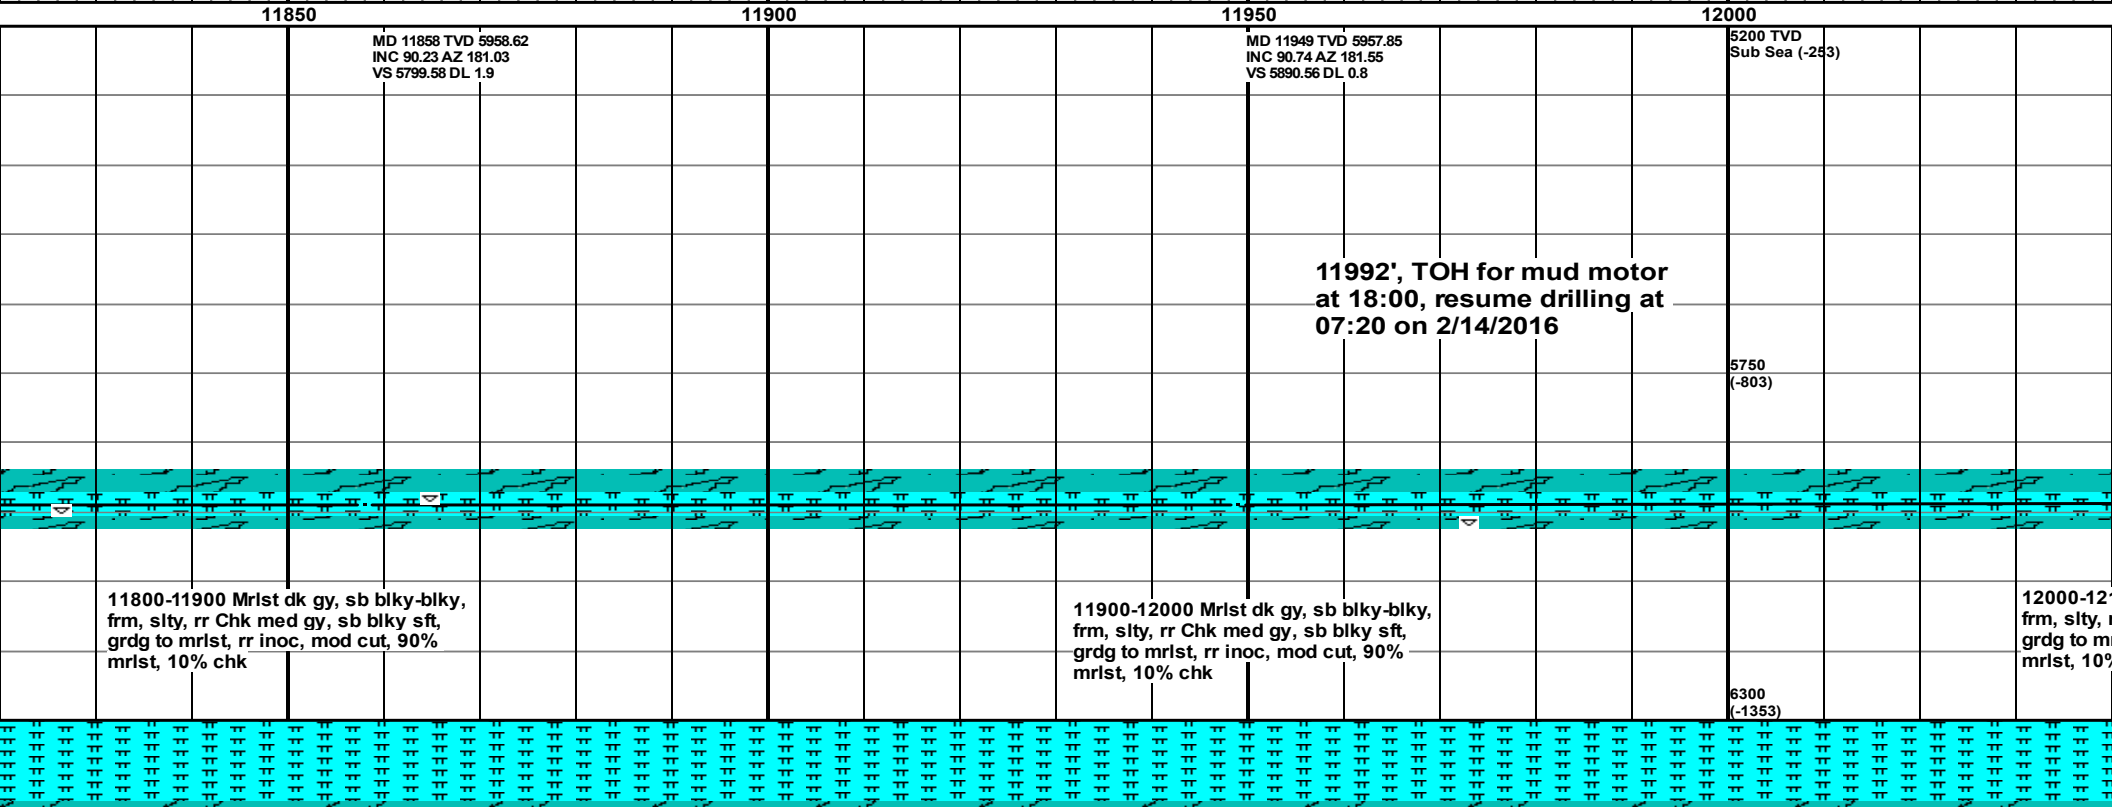 11850 11900 11950 12000
MD 11858 TVD 5958.62
INC 90.23 AZ 181.03
VS 5799.58 DL 1.9
MD 11949 TVD 5957.85
INC 90.74 AZ 181.55
VS 5890.56 DL 0.8
5200 TVD
Sub Sea (-253)
11992', TOH for mud motor
at 18:00, resume drilling at
07:20 on 2/14/2016
5750
(-803)
11800-11900 Mrlst dk gy, sb blky-blky,
frm, slty, rr Chk med gy, sb blky sft,
grdg to mrlst, rr inoc, mod cut, 90%
mrlst, 10% chk
11900-12000 Mrlst dk gy, sb blky-blky,
frm, slty, rr Chk med gy, sb blky sft,
grdg to mrlst, rr inoc, mod cut, 90%
mrlst, 10% chk
12000-121
frm, slty, r
grdg to m
mrlst, 10%
6300
(-1353)